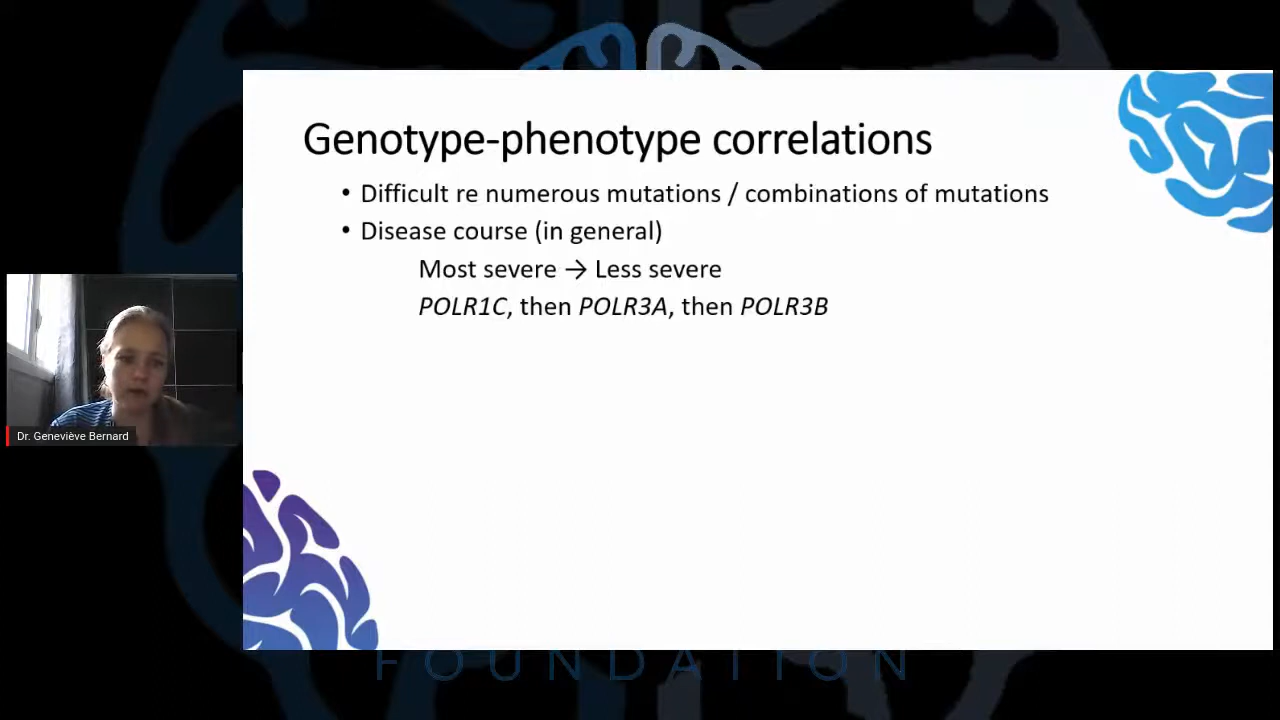 Genotype-phenotype correlations
• Difficult re numerous mutations / combinations of mutations
• Disease course (in general)
Most severe → Less severe
POLR1C, then POLR3A, then POLR3B
Dr. Geneviève Bernard
FOUNDATION